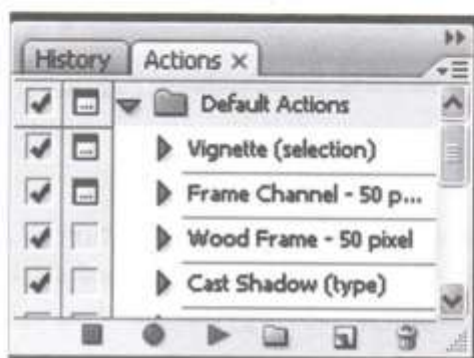 History Actions ×
Default Actions
Vignette (selection)
Frame Channel - 50 p...
Wood Frame - 50 pixel
Cast Shadow (type)